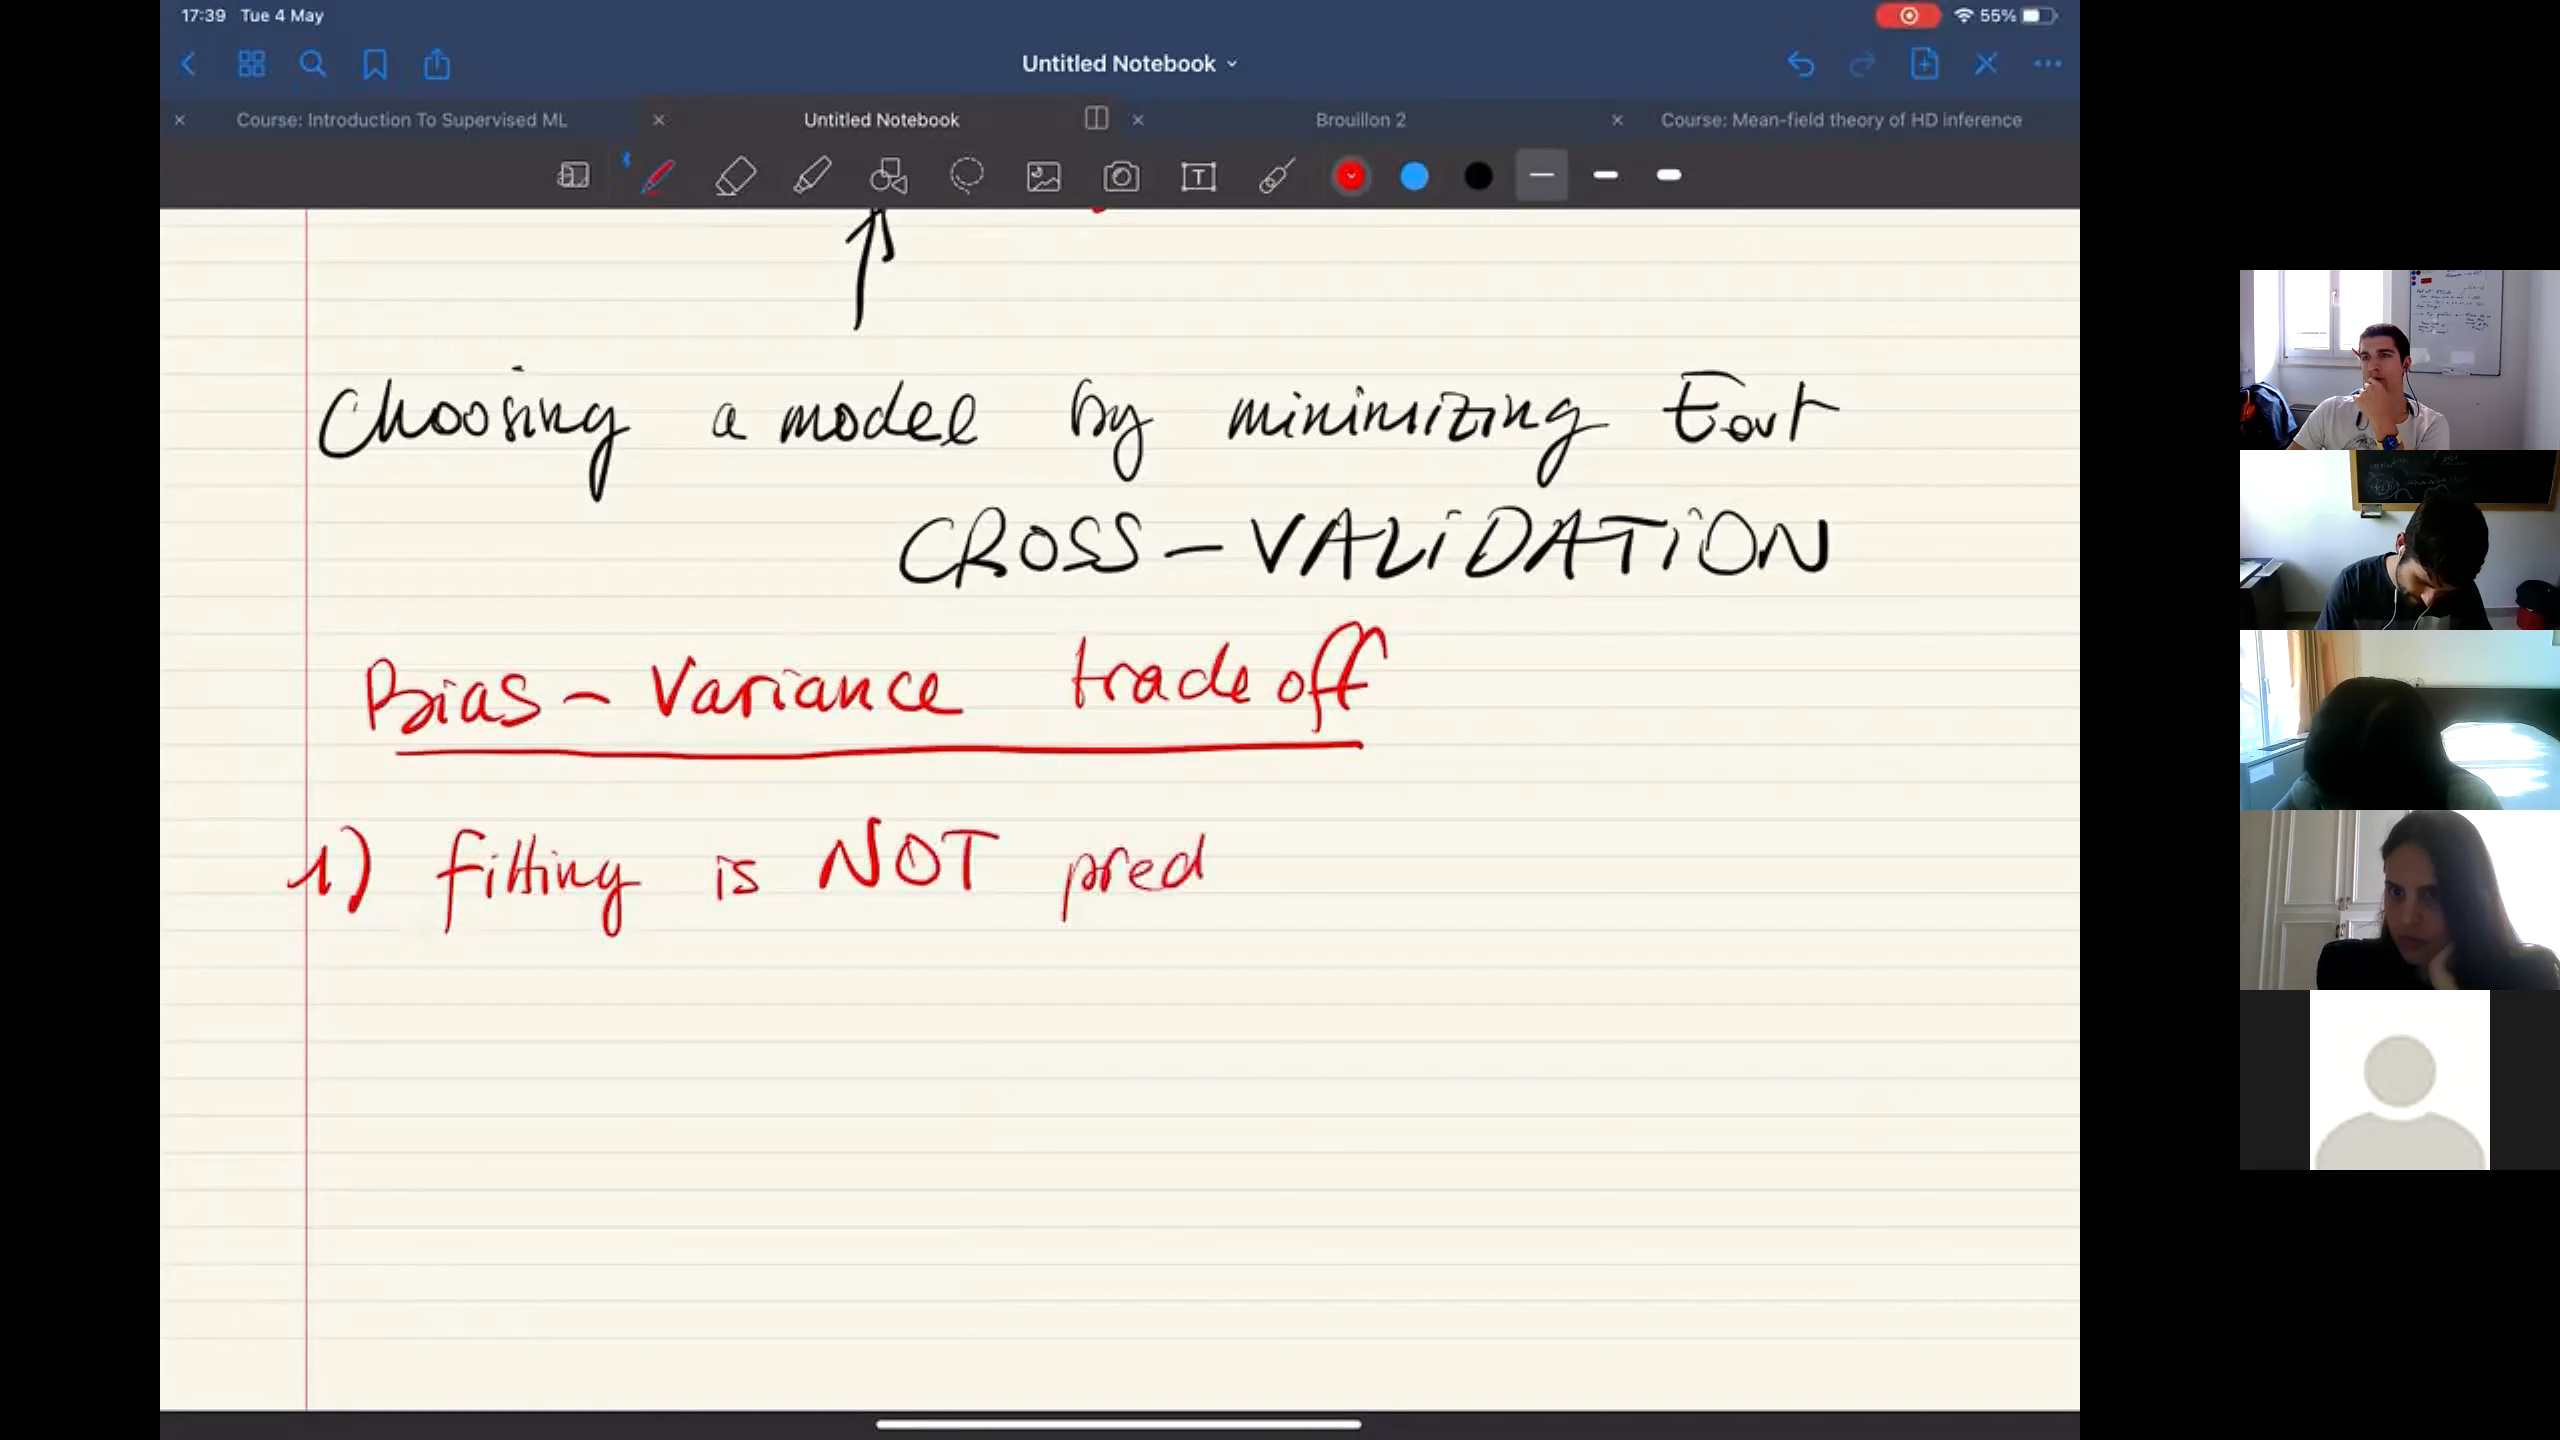 17:39 Tue 4 May 55%
Untitled Notebook
Course: Introduction To Supervised ML Untitled Notebook Brouillon 2 Course: Mean-field theory of HD inference
T
Choosing a model by minimizing Eout
CROSS-VALiDATiON
Bias-Variance tradeoff
1) fitting is NOT pred